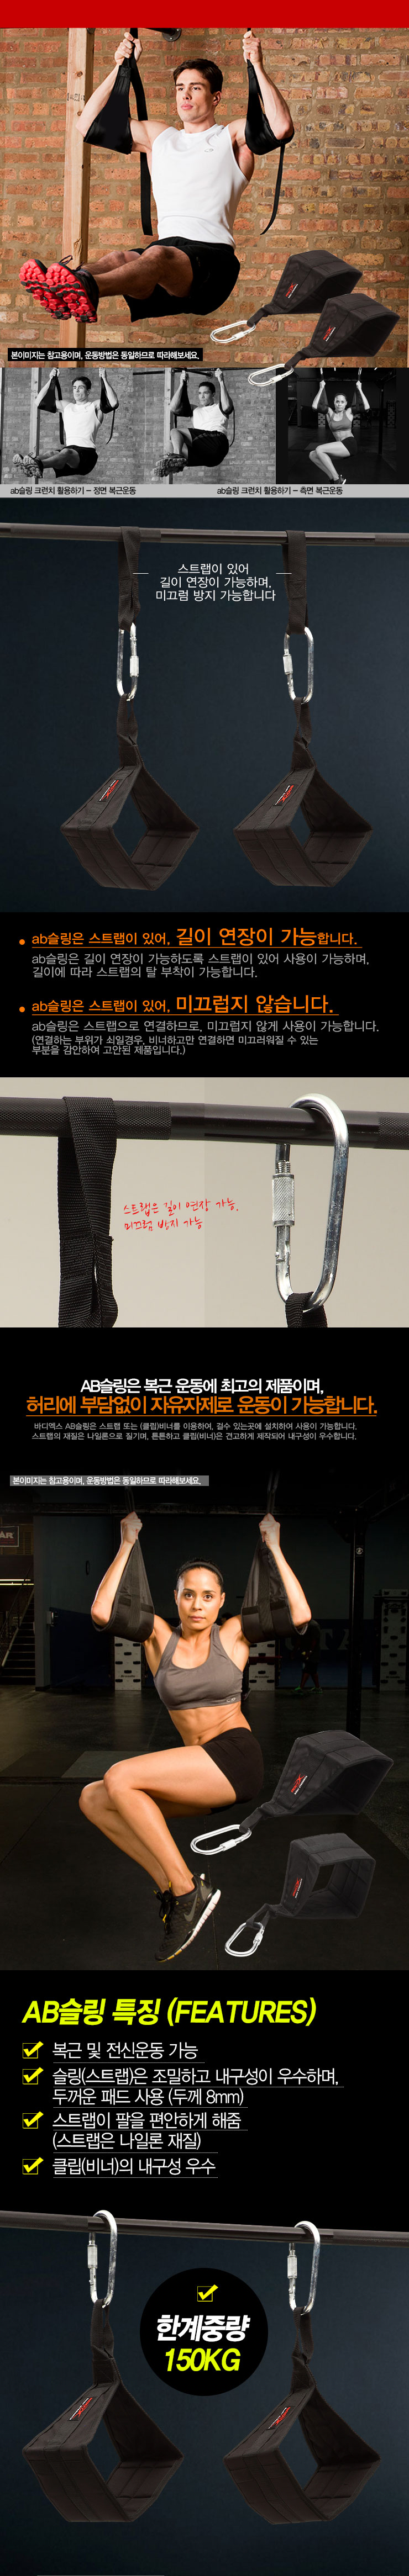 본이미지는 참고용이며, 운동방법은 동일하므로 따라해보세요.
ab슬링 크런치 활용하기 – 정면 복근운동
ab슬링 크런치 활용하기 – 측면 복근운동
스트랩이 있어
길이 연장이 가능하며,
미끄럼 방지 가능합니다
ab슬링은 스트랩이 있어, 길이 연장이 가능합니다.
ab슬링은 길이 연장이 가능하도록 스트랩이 있어 사용이 가능하며,
길이에 따라 스트랩의 탈 부착이 가능합니다.
ab슬링은 스트랩이 있어, 미끄럽지 않습니다.
ab슬링은 스트랩으로 연결하므로, 미끄럽지 않게 사용이 가능합니다.
(연결하는 부위가 쇠일경우, 비너하고만 연결하면 미끄러워질 수 있는
부분을 감안하여 고안된 제품입니다.)
스트랩은 길이 연장 가능,
미끄럼 방지 가능
AB슬링은 복근 운동에 최고의 제품이며,
허리에 부담없이 자유자제로 운동이 가능합니다.
바디엑스 AB슬링은 스트랩 또는 (클립)비너를 이용하여, 걸수 있는곳에 설치하여 사용이 가능합니다.
스트랩의 재질은 나일론으로 질기며, 튼튼하고 클립(비너)은 견고하게 제작되어 내구성이 우수합니다.
본이미지는 참고용이며, 운동방법은 동일하므로 따라해보세요.
AB슬링 특징 (FEATURES)
복근 및 전신운동 가능
슬링(스트랩)은 조밀하고 내구성이 우수하며,
두꺼운 패드 사용 (두께 8mm)
스트랩이 팔을 편안하게 해줌
(스트랩은 나일론 재질)
클립(비너)의 내구성 우수
한계중량
150KG